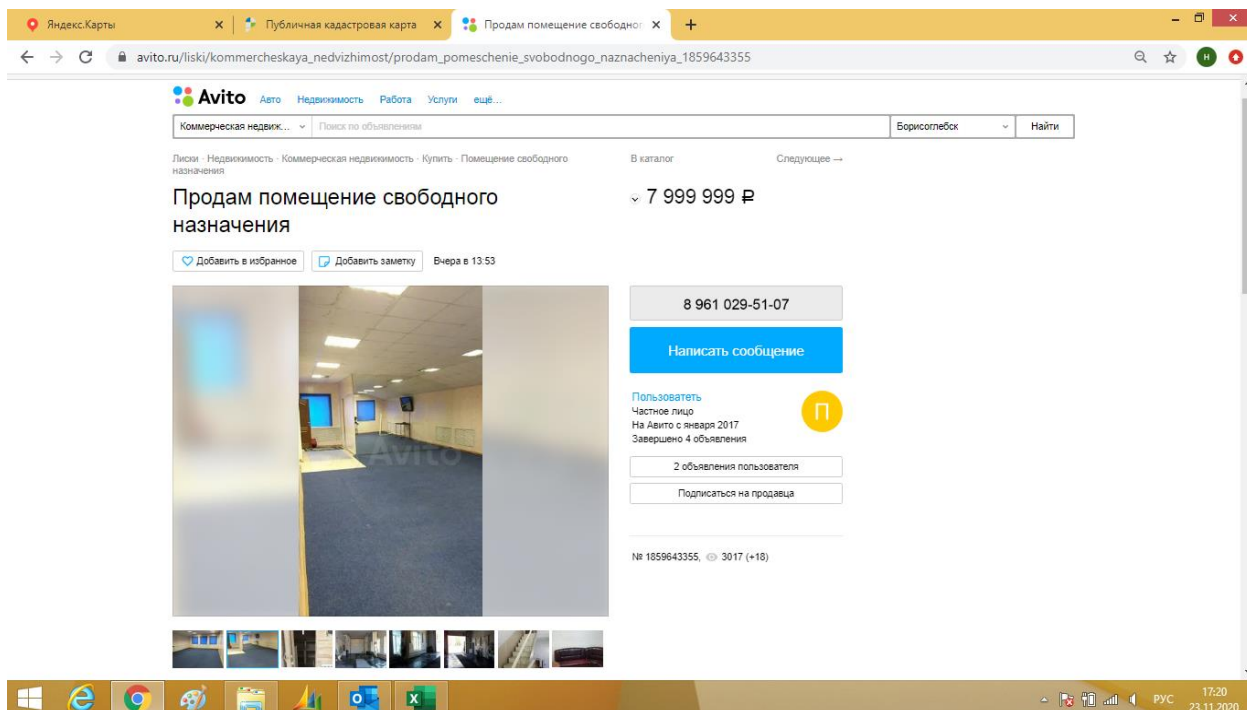 Яндекс.Карты
Публичная кадастровая карта
Продам помещение свободног
avito.ru/liski/kommercheskaya_nedvizhimost/prodam_pomeschenie_svobodnogo_naznacheniya_1859643355
Н
Avito Авто Недвижимость Работа Услуги ещё...
Коммерческая недвиж... Поиск по объявлениям Борисоглебск Найти
Лиски · Недвижимость · Коммерческая недвижимость · Купить · Помещение свободного
назначения
В каталог Следующее →
Продам помещение свободного
назначения
7 999 999 ₽
Добавить в избранное Добавить заметку Вчера в 13:53
8 961 029-51-07
Написать сообщение
Пользоватеть
Частное лицо
На Авито с января 2017
Завершено 4 объявления
П
2 объявления пользователя
Подписаться на продавца
№ 1859643355, 3017 (+18)
Avito
РУС
17:20
23.11.2020